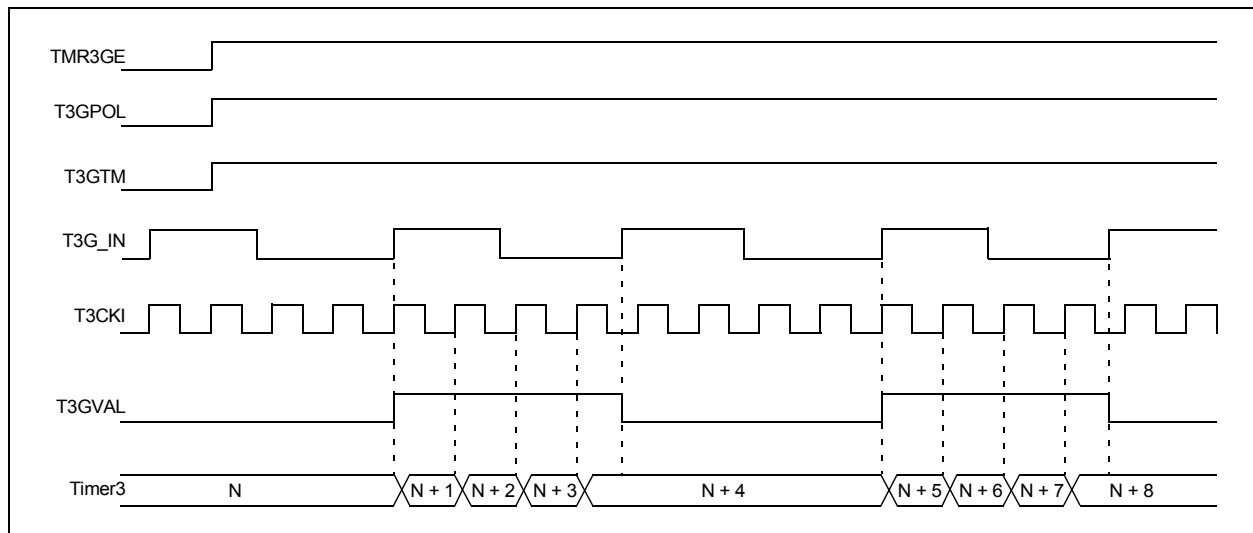 TMR3GE
T3GPOL
T3GTM
T3G_IN
T3CKI
T3GVAL
Timer3 N N + 1 N + 2 N + 3 N + 4 N + 5 N + 6 N + 7 N + 8